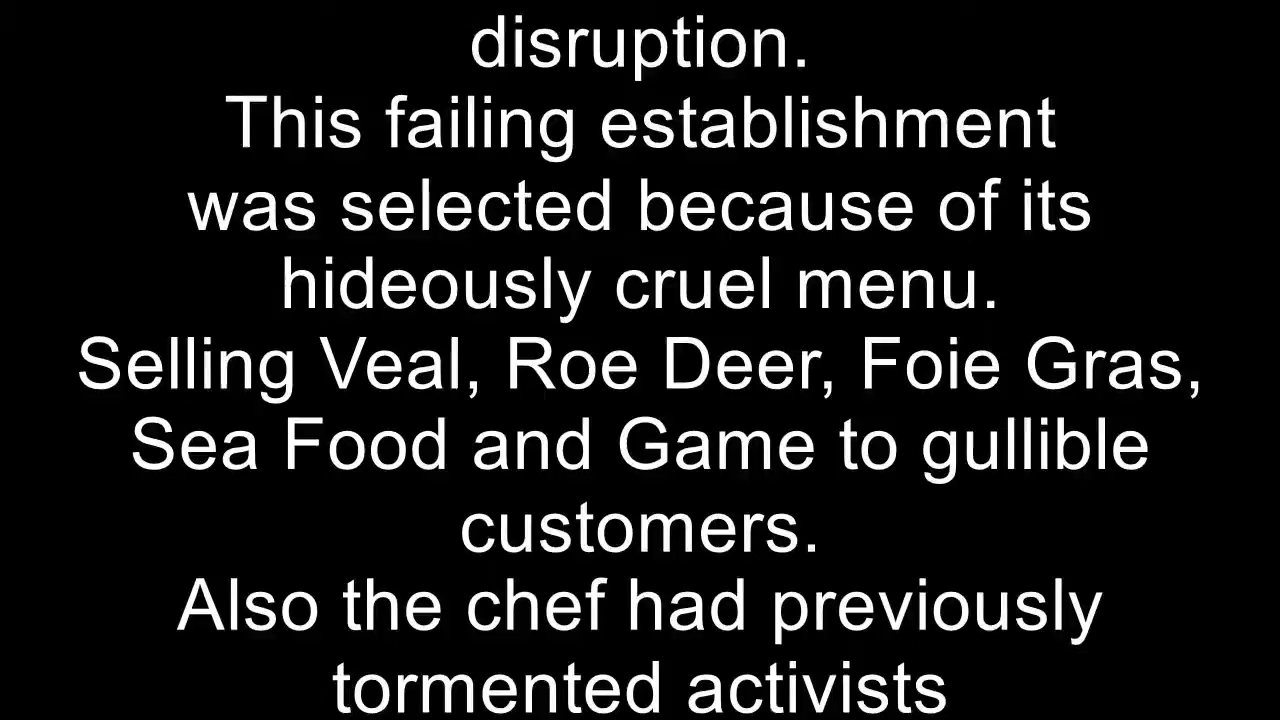 disruption.
This failing establishment
was selected because of its
hideously cruel menu.
Selling Veal, Roe Deer, Foie Gras,
Sea Food and Game to gullible
customers.
Also the chef had previously
tormented activists